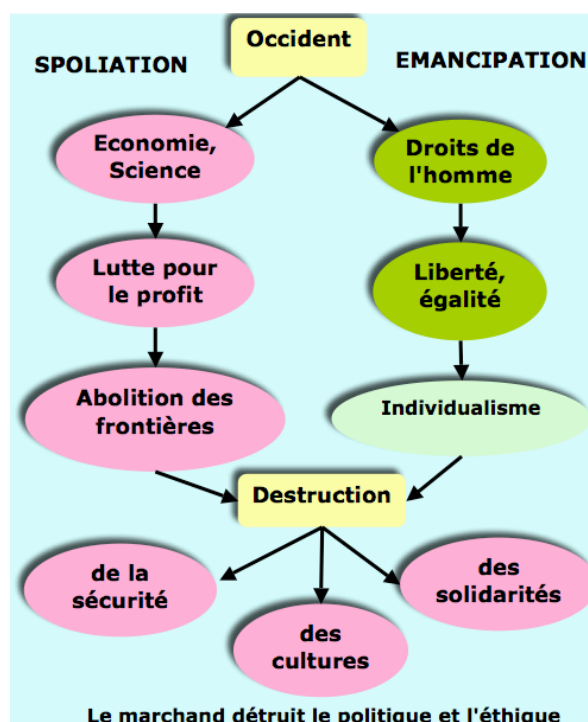 Occident
SPOLIATION
EMANCIPATION
Economie,
Science
Droits de
l'homme
Lutte pour
le profit
Liberté,
égalité
Abolition des
frontières
Individualisme
Destruction
de la
sécurité
des
solidarités
des
cultures
Le marchand détruit le politique et l'éthique